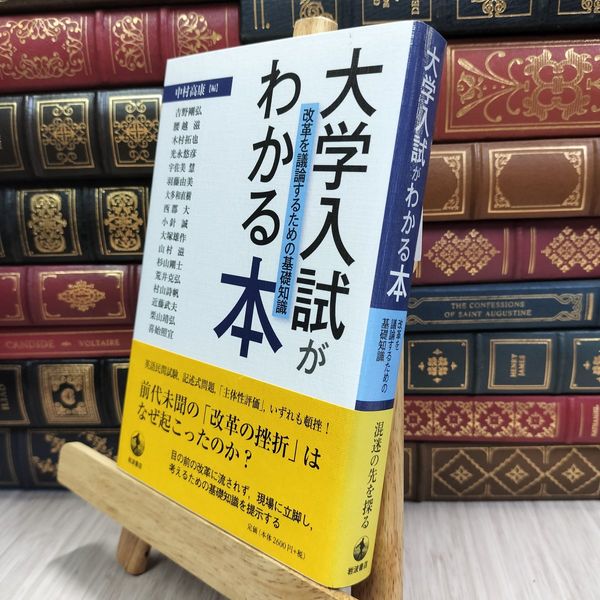 大学入試が
わかる本
改革を議論するための基礎知識
中村高康【編】
吉野剛弘
腰越 滋
木村拓也
光永悠彦
宇佐美 慧
羽藤由美
大多和直樹
西郡 大
小針 誠
大塚雄作
山村 滋
杉山剛士
荒井克弘
村山詩帆
近藤武夫
栗山靖弘
喜始照宣
英語民間試験、記述式問題、「主体性評価」、いずれも頓挫!
前代未聞の「改革の挫折」は
なぜ起こったのか?
目の前の改革に流されず、現場に立脚し、
考えるための基礎知識を提示する
岩波書店
定価(本体2600円+税)
大学入試がわかる本
改革を
議論するための
基礎知識
混迷の先を探る
岩波書店
CANDIDE
VOLTAIRE
THE CONFESSIONS
OF SAINT AUGUSTINE
HENRY
JAMES